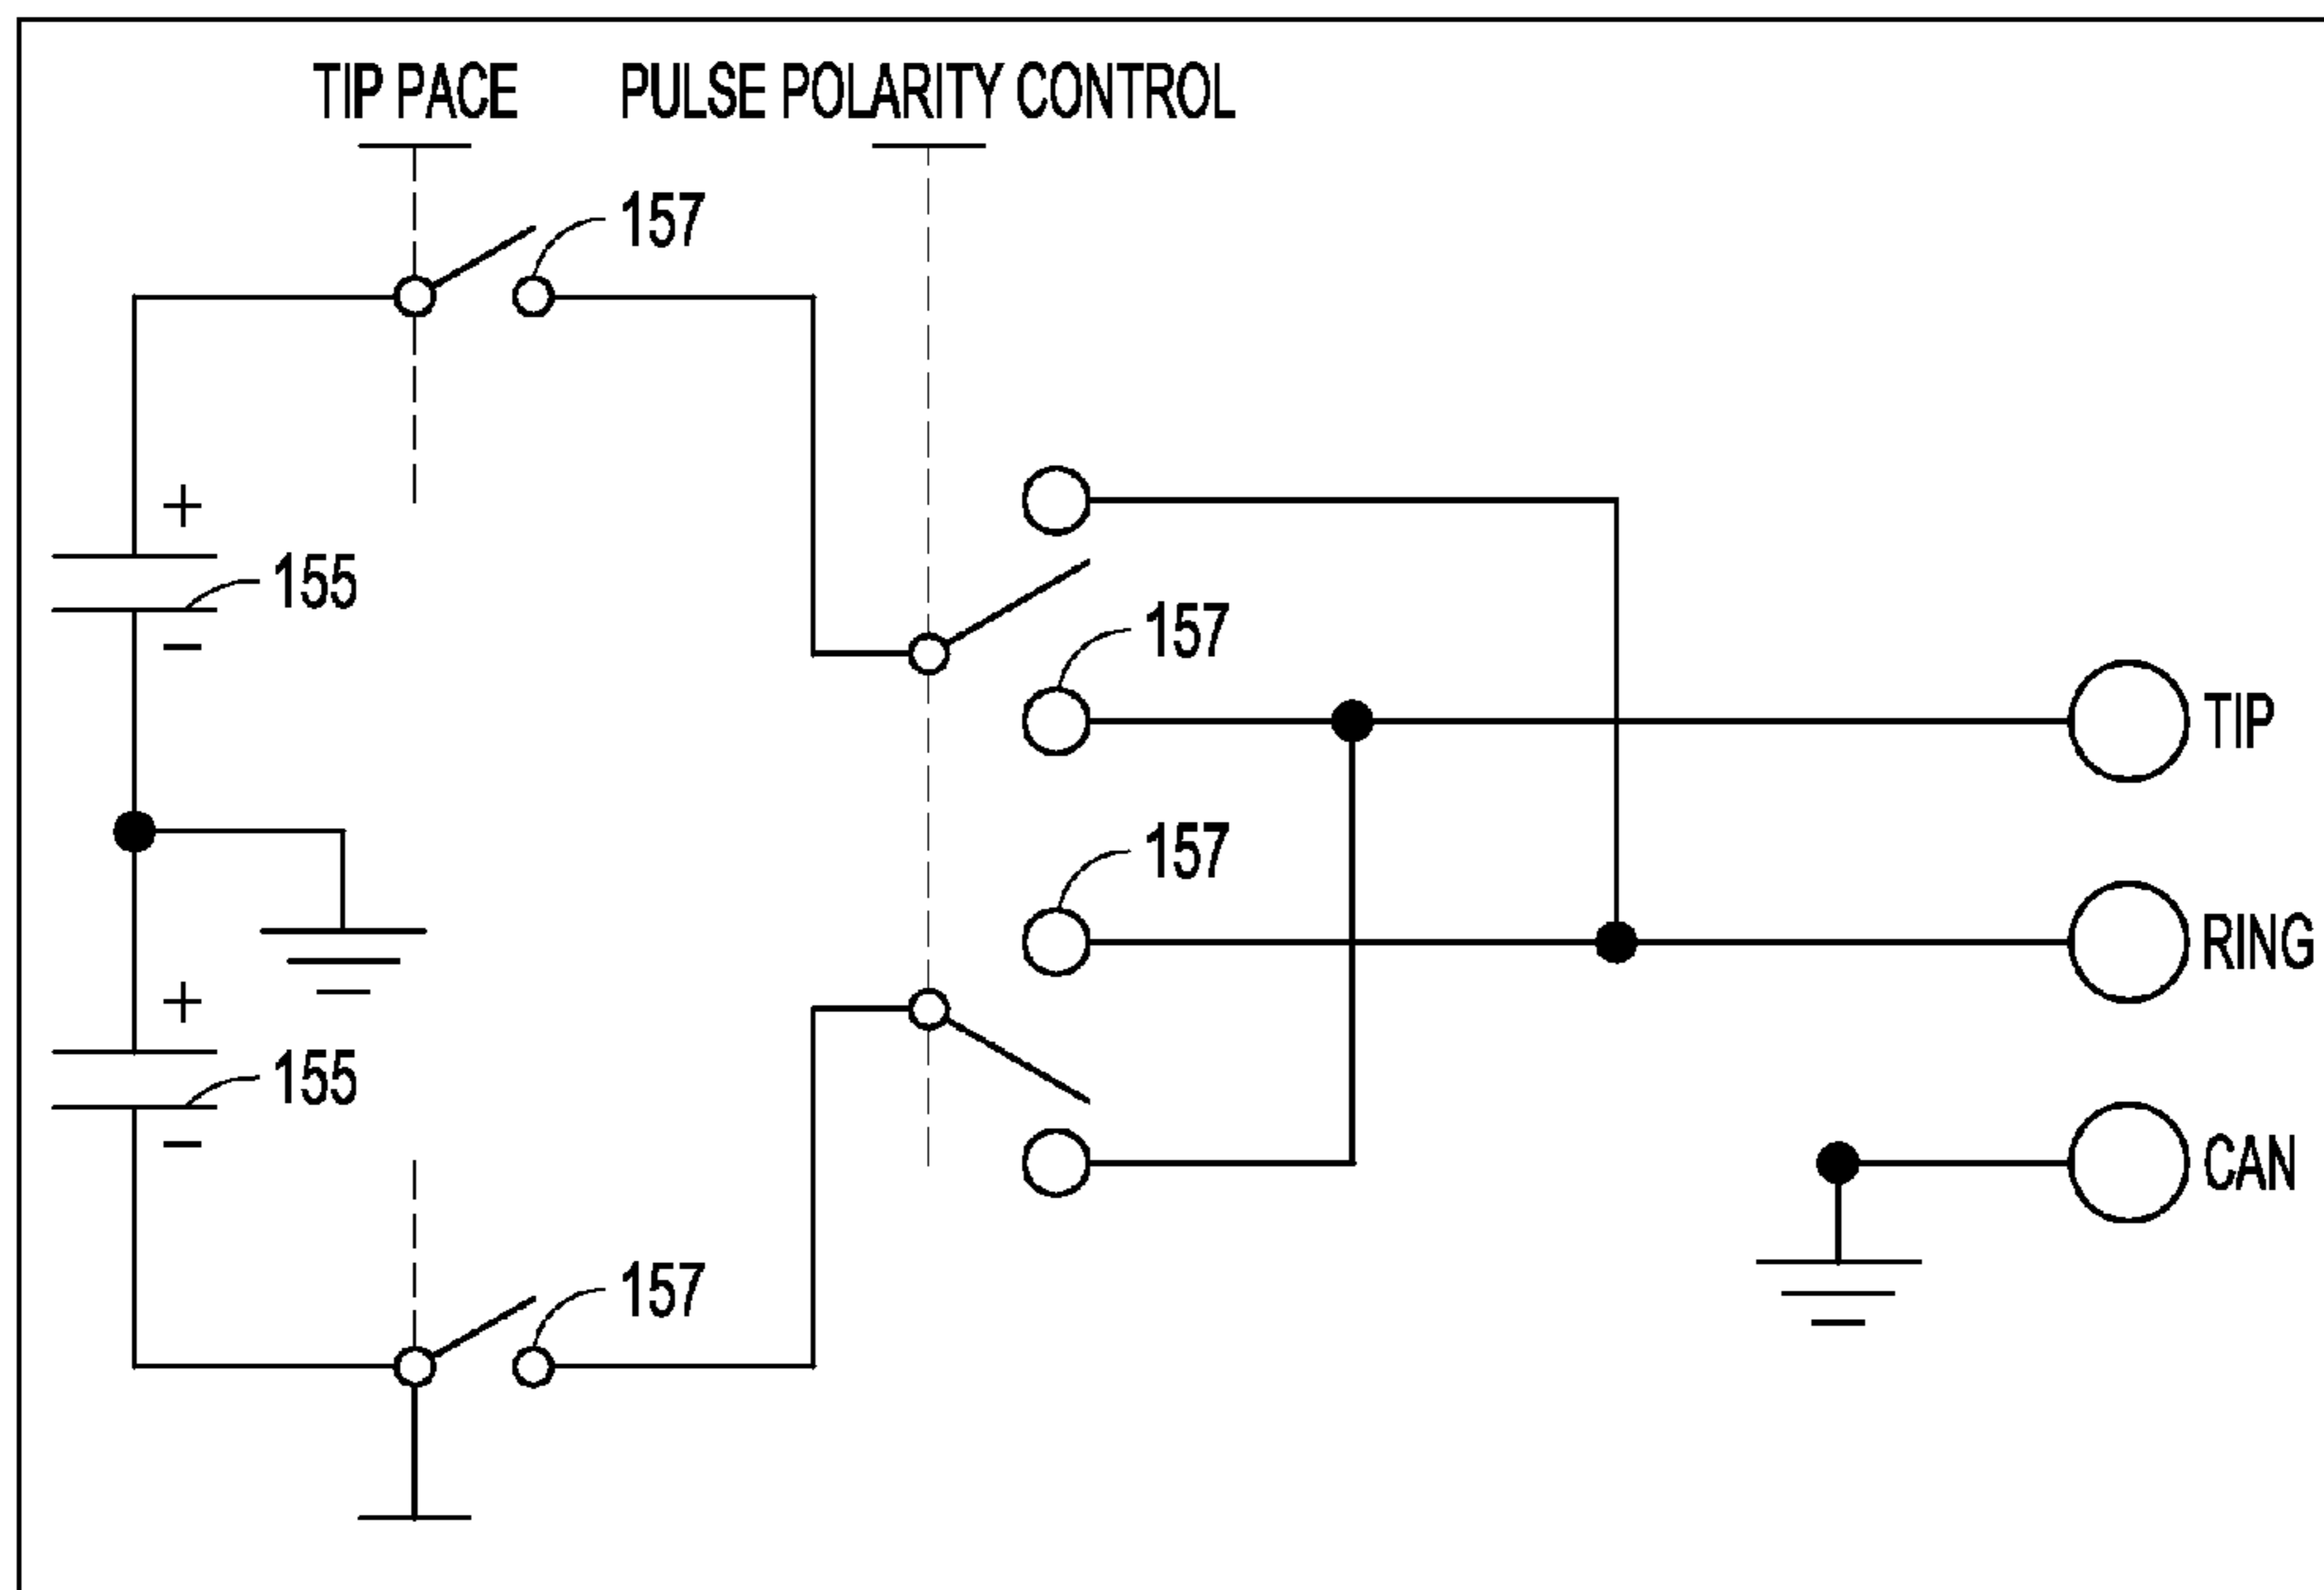 TIP PACE
PULSE POLARITY CONTROL
157
+
155
−
157
TIP
157
RING
+
155
−
CAN
157